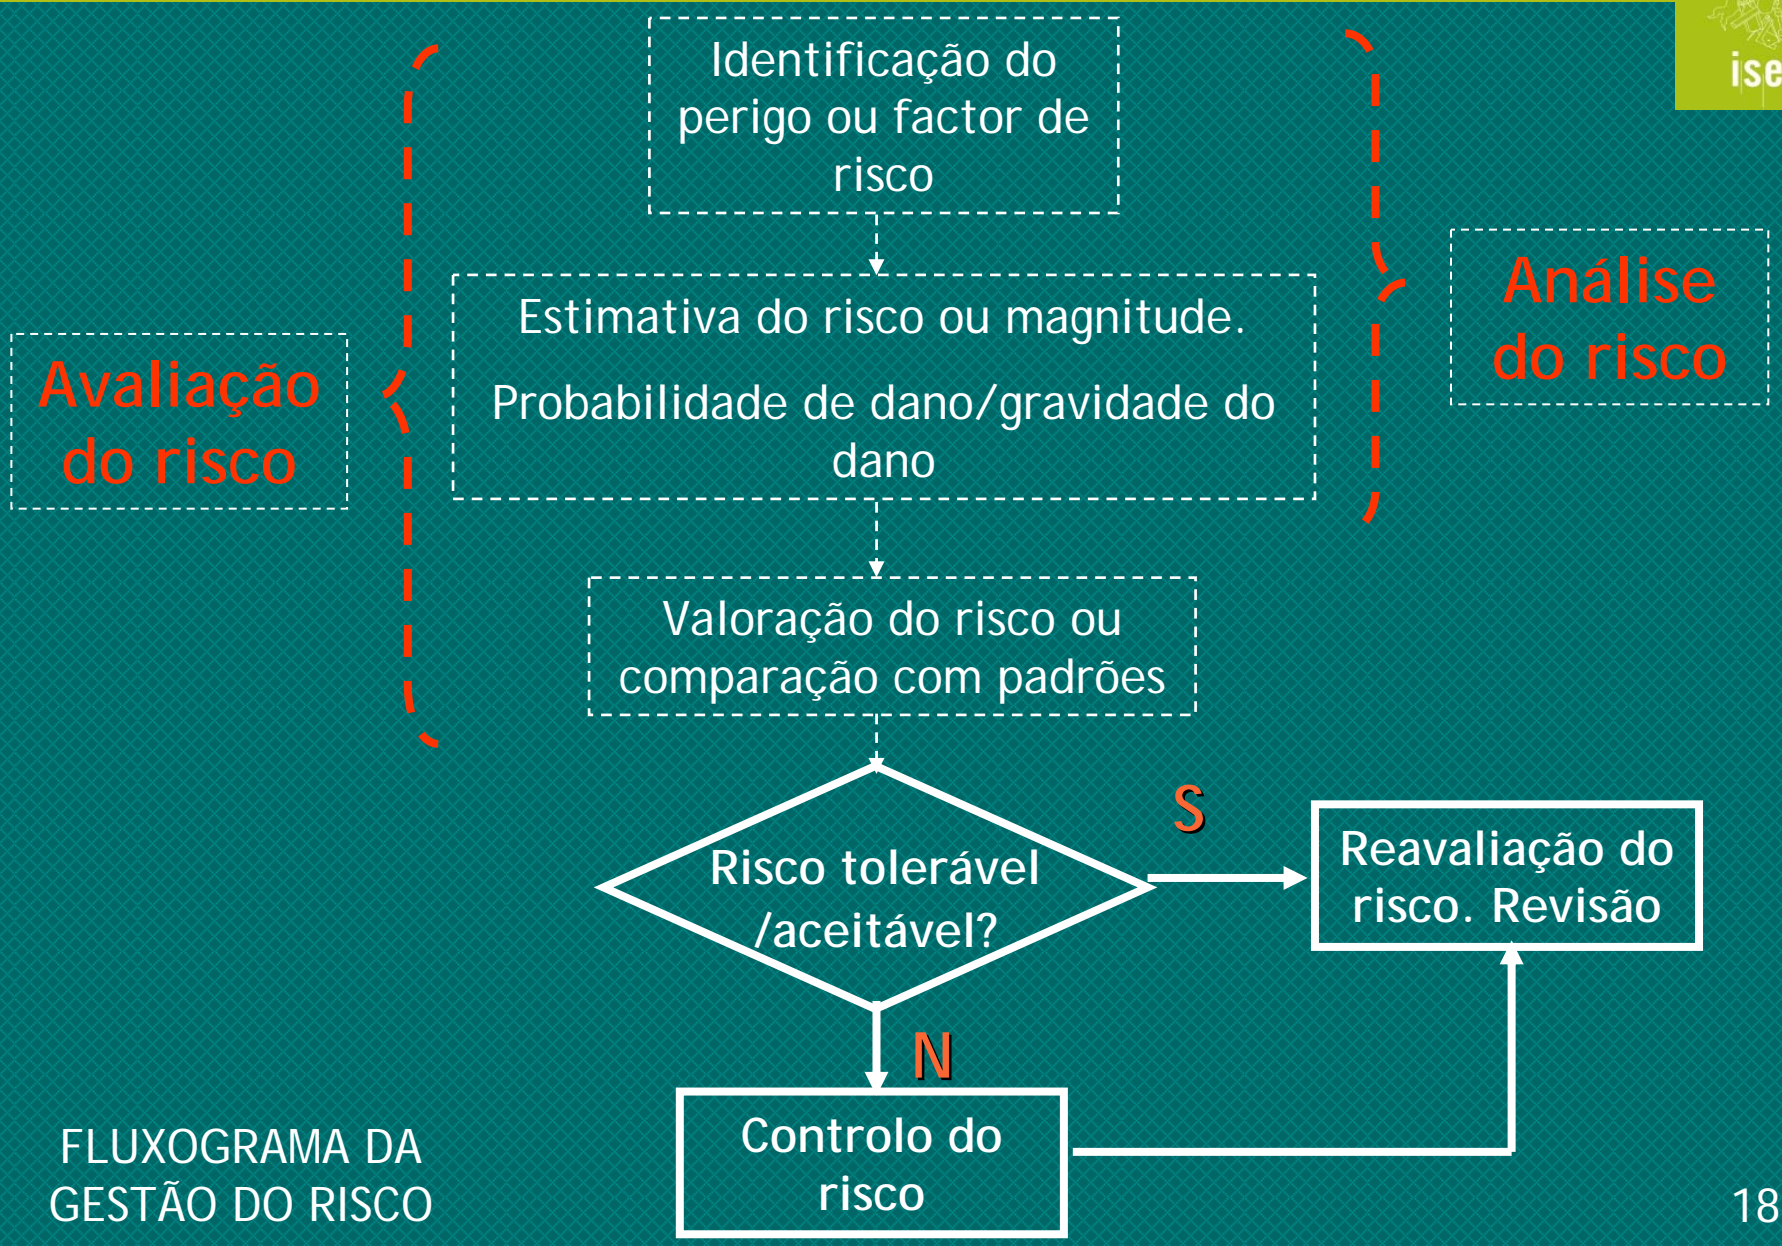 Identificação do
perigo ou factor de
risco
Estimativa do risco ou magnitude.
Probabilidade de dano/gravidade do
dano
Análise
do risco
Avaliação
do risco
Valoração do risco ou
comparação com padrões
Risco tolerável
/aceitável?
S
Reavaliação do
risco. Revisão
N
Controlo do
risco
FLUXOGRAMA DA
GESTÃO DO RISCO
18